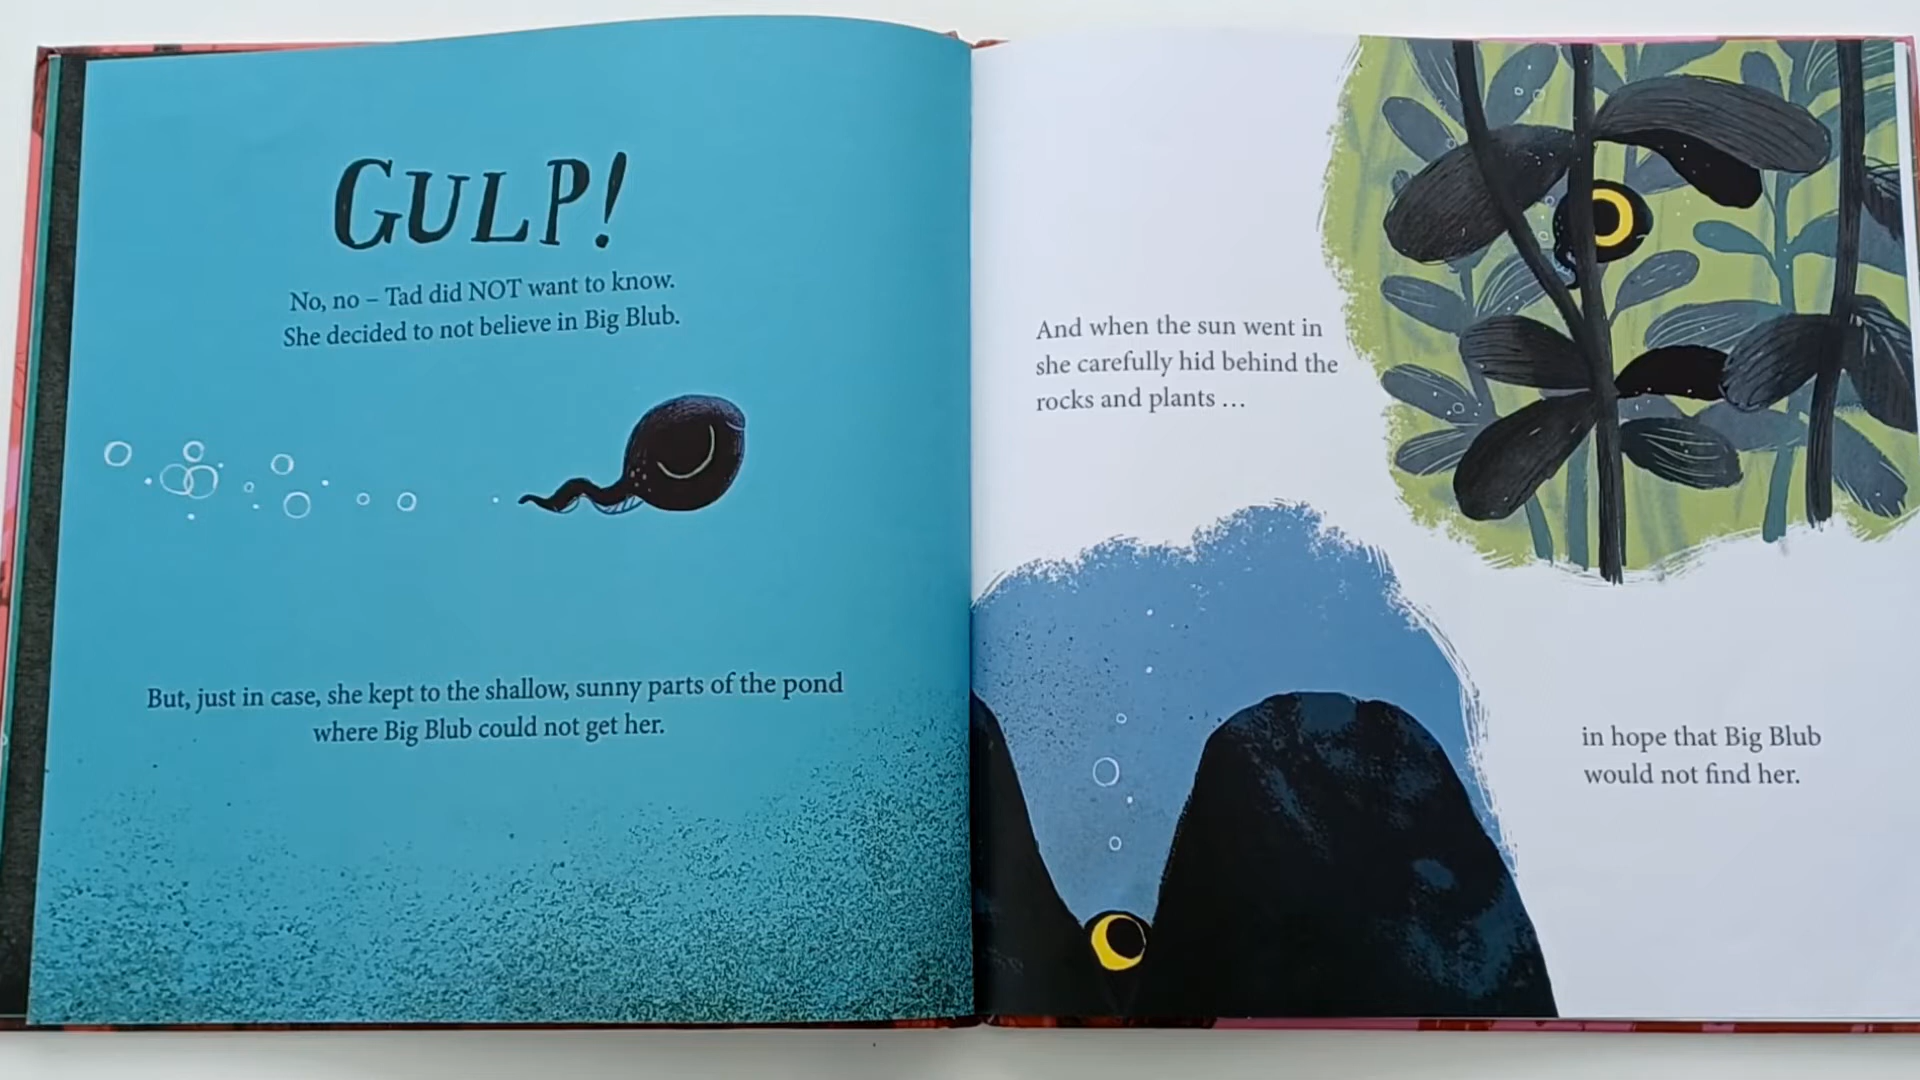 GULP!
No, no – Tad did NOT want to know.
She decided to not believe in Big Blub.
But, just in case, she kept to the shallow, sunny parts of the pond
where Big Blub could not get her.
And when the sun went in
she carefully hid behind the
rocks and plants …
in hope that Big Blub
would not find her.